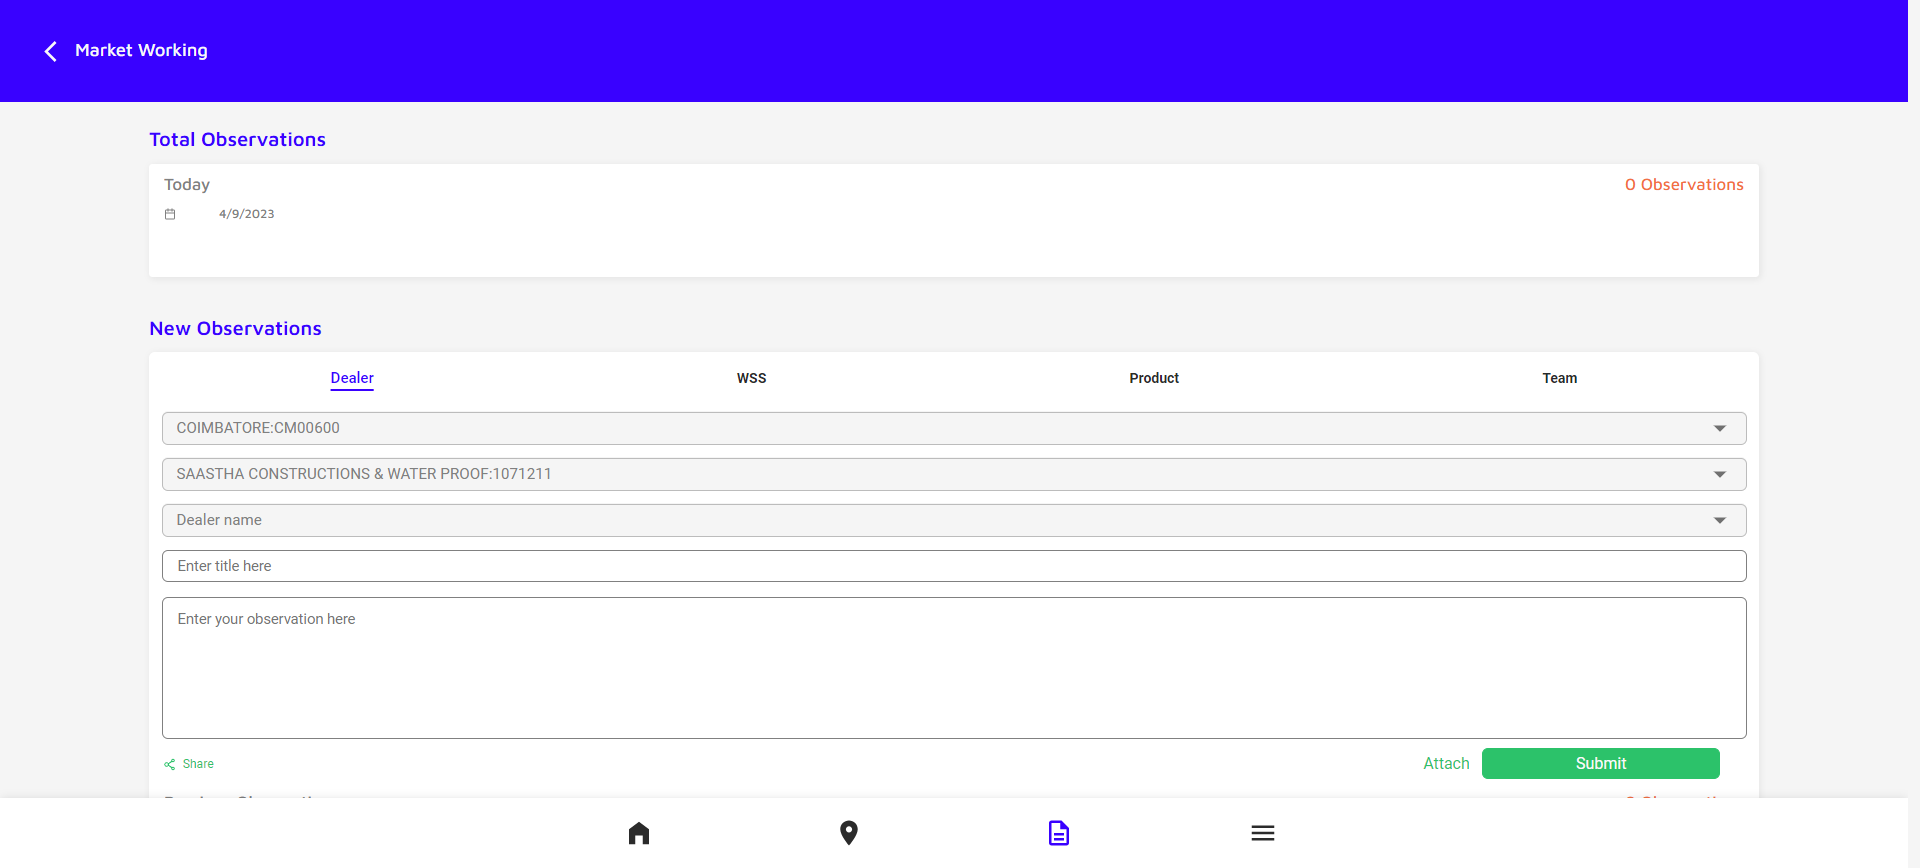 Market Working
Total Observations
Today
0 Observations
4/9/2023
New Observations
Dealer
WSS
Product
Team
COIMBATORE:CM00600
SAASTHA CONSTRUCTIONS & WATER PROOF:1071211
Dealer name
Enter title here
Enter your observation here
Share
Attach
Submit